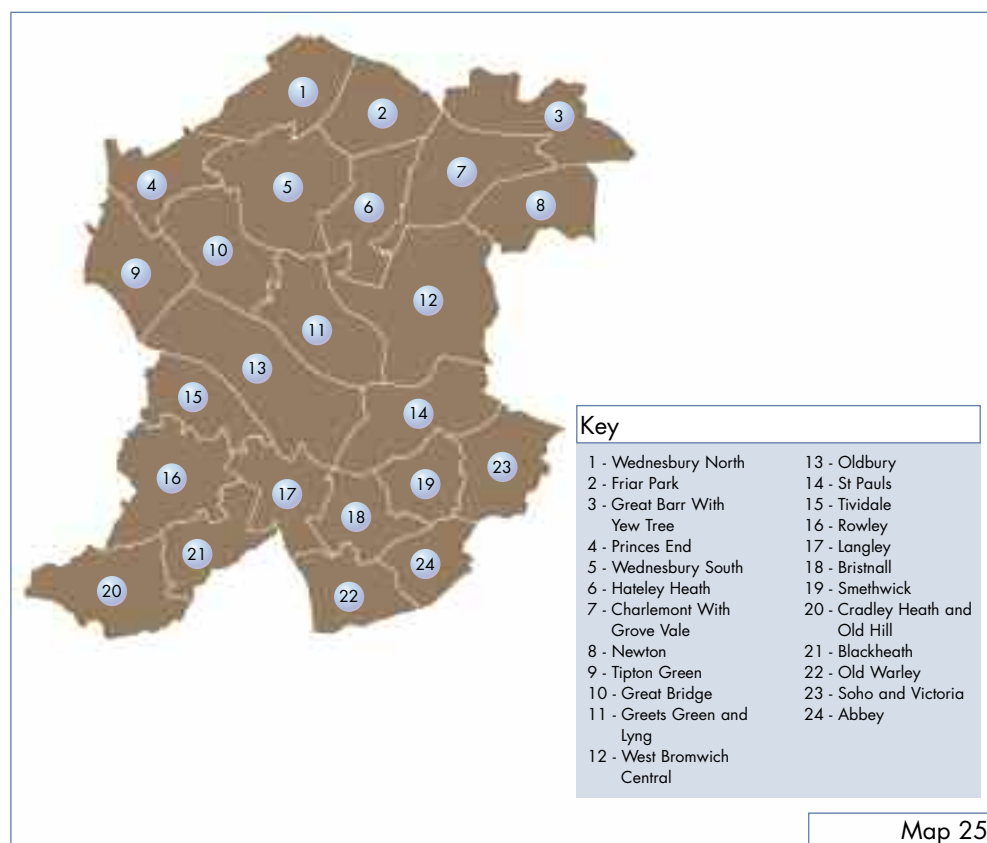 1
2
3
4
5
6
7
8
9
10
11
12
13
14
15
16
17
18
19
20
21
22
23
24
Key
1 - Wednesbury North
2 - Friar Park
3 - Great Barr With
Yew Tree
4 - Princes End
5 - Wednesbury South
6 - Hateley Heath
7 - Charlemont With
Grove Vale
8 - Newton
9 - Tipton Green
10 - Great Bridge
11 - Greets Green and
Lyng
12 - West Bromwich
Central
13 - Oldbury
14 - St Pauls
15 - Tividale
16 - Rowley
17 - Langley
18 - Bristnall
19 - Smethwick
20 - Cradley Heath and
Old Hill
21 - Blackheath
22 - Old Warley
23 - Soho and Victoria
24 - Abbey
Map 25